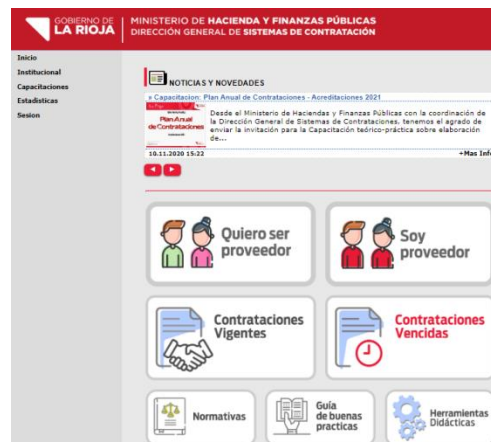 GOBIERNO DE
LA RIOJA
MINISTERIO DE HACIENDA Y FINANZAS PÚBLICAS
DIRECCIÓN GENERAL DE SISTEMAS DE CONTRATACIÓN
Inicio
Institucional
Capacitaciones
Estadisticas
Sesion
NOTICIAS Y NOVEDADES
» Capacitacion: Plan Anual de Contrataciones - Acreditaciones 2021
Plan Anual
de Contrataciones
Desde el Ministerio de Haciendas y Finanzas Públicas con la coordinación de
la Dirección General de Sistemas de Contrataciones, tenemos el agrado de
enviar la invitación para la Capacitación teórico-práctica sobre elaboración
de...
10.11.2020 15:22
+Mas Info
Quiero ser
proveedor
Soy
proveedor
Contrataciones
Vigentes
Contrataciones
Vencidas
Normativas
Guía
de buenas
practicas
Herramientas
Didácticas